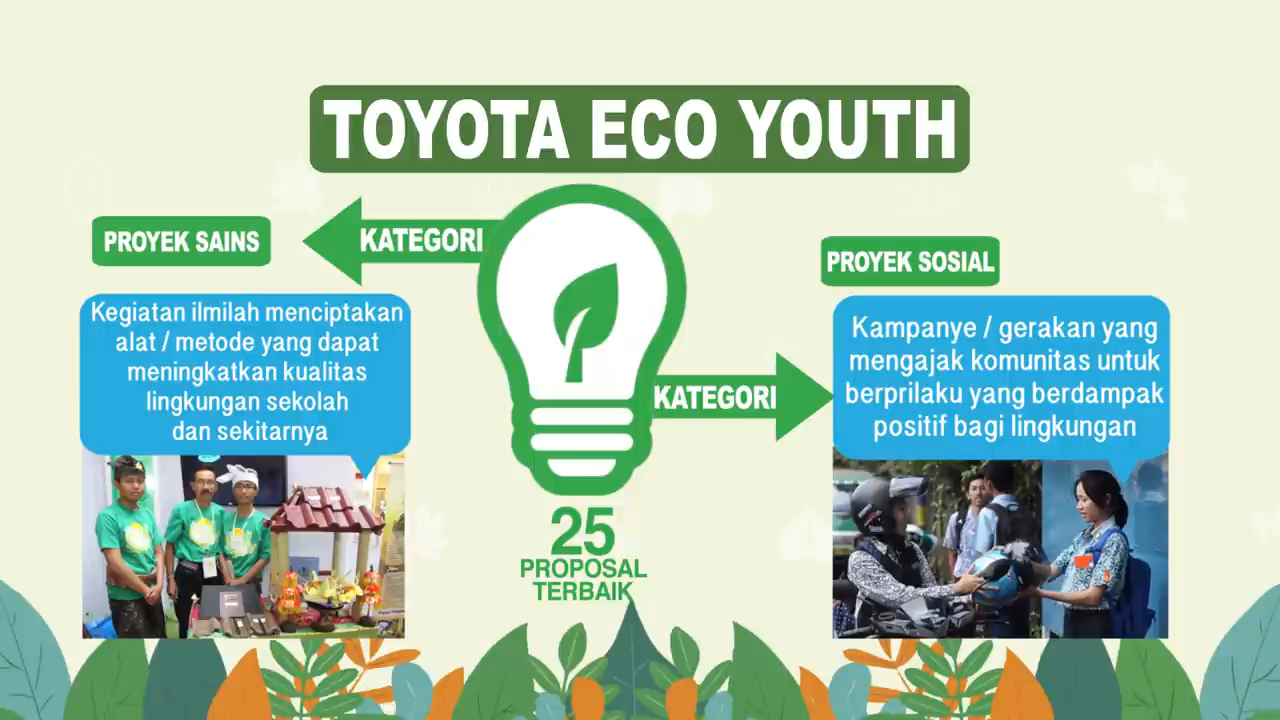 TOYOTA ECO YOUTH
KATEGORI
PROYEK SAINS
Kegiatan ilmilah menciptakan
alat / metode yang dapat
meningkatkan kualitas
lingkungan sekolah
dan sekitarnya
PROYEK SOSIAL
KATEGORI
Kampanye / gerakan yang
mengajak komunitas untuk
berprilaku yang berdampak
positif bagi lingkungan
25
PROPOSAL
TERBAIK